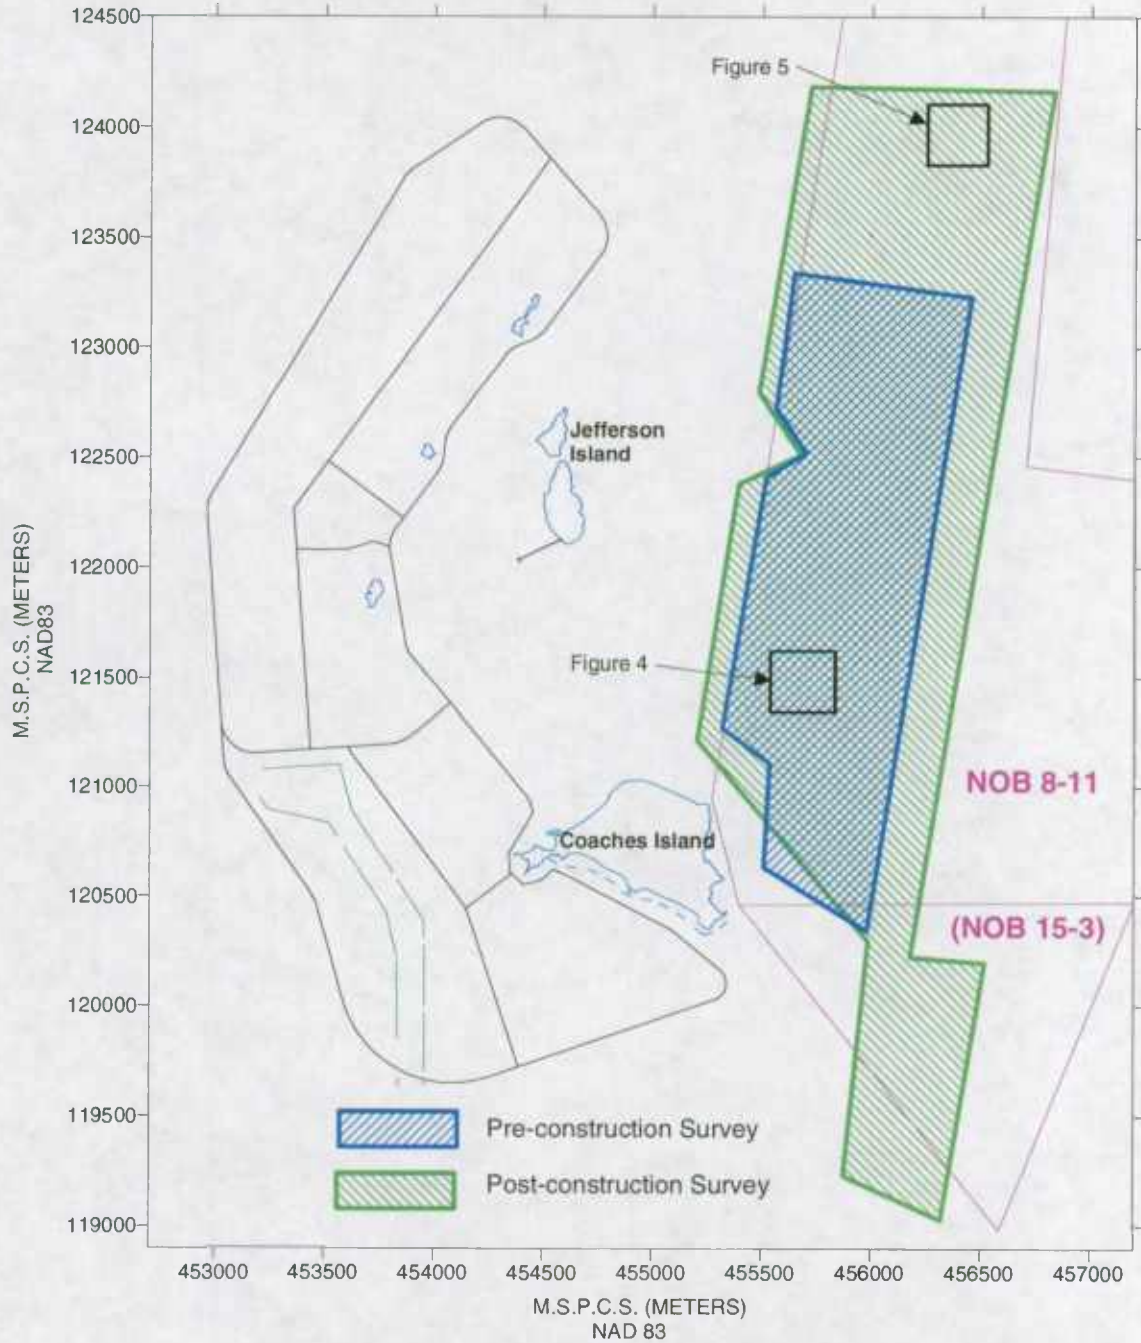 124500
124000
123500
123000
122500
122000
121500
121000
120500
120000
119500
119000
M.S.P.C.S. (METERS)
NAD83
Figure 5
Jefferson
Island
Figure 4
Coaches Island
NOB 8-11
(NOB 15-3)
Pre-construction Survey
Post-construction Survey
453000 453500 454000 454500 455000 455500 456000 456500 457000
M.S.P.C.S. (METERS)
NAD 83